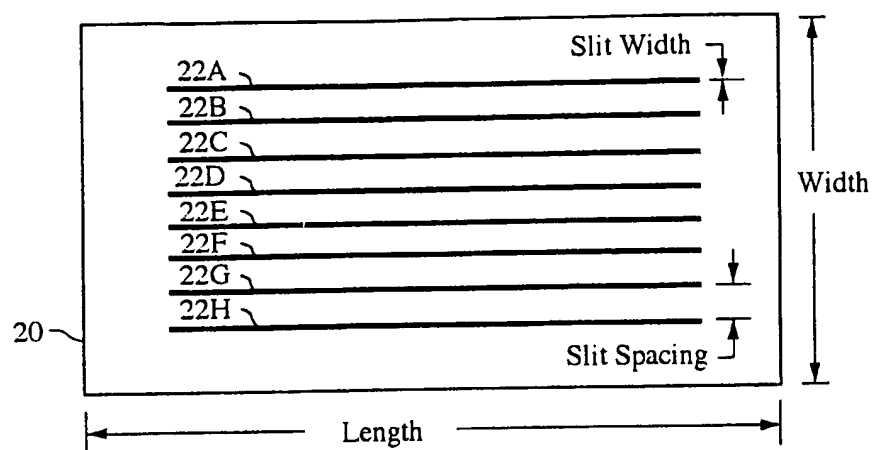 Slit Width
22A
22B
22C
22D
Width
22E
22F
22G
22H
20
Slit Spacing
Length